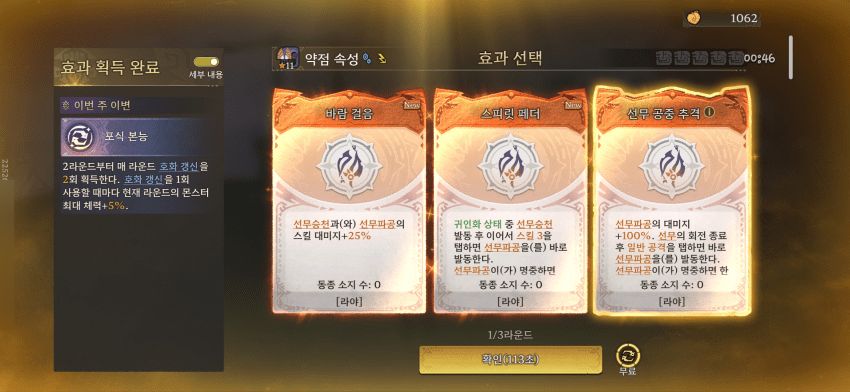 1062
효과 획득 완료
세부 내용
이번 주 이변
포식 본능
2라운드부터 매 라운드 호화 갱신을
2회 획득한다. 호화 갱신을 1회
사용할 때마다 현재 라운드의 몬스터
최대 체력+5%.
★11
약점 속성
효과 선택
00:46
바람 걸음
New
선무승천과(와) 선무파공의
스킬 대미지+25%
동종 소지 수: 0
[라야]
스피릿 페더
New
귀인화 상태 중 선무승천
발동 후 이어서 스킬 3을
탭하면 선무파공을(를) 바로
발동한다.
선무파공이(가) 명중하면
동종 소지 수: 0
[라야]
선무 공중 추격
선무파공의 대미지
+100%. 선무의 회전 종료
후 일반 공격을 탭하면 바로
선무파공을(를) 발동한다.
선무파공이(가) 명중하면 한
동종 소지 수: 0
[라야]
1/3라운드
확인(113초)
무료